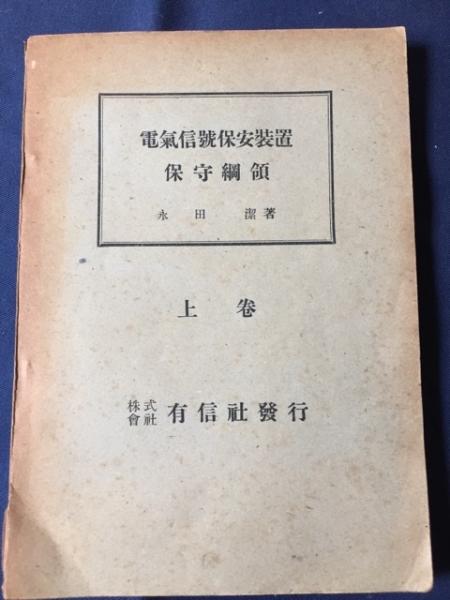 電氣信號保安裝置
保守綱領
永田 潔著
上卷
株式會社 有信社發行